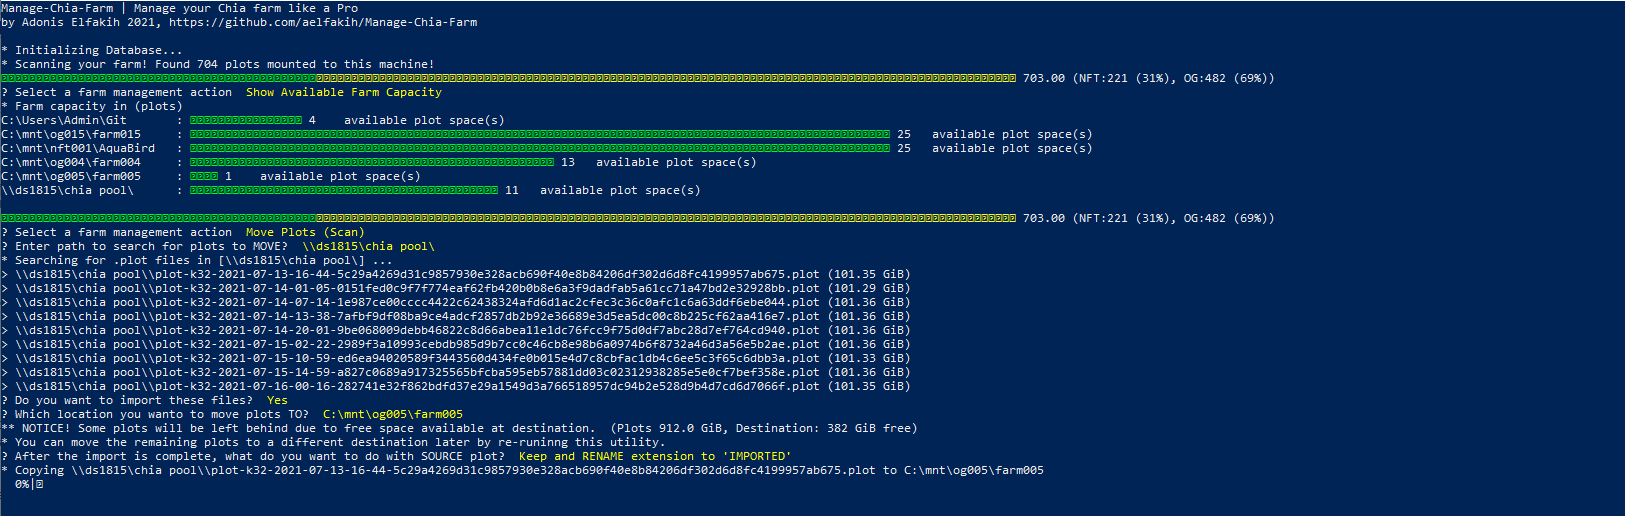 Manage-Chia-Farm | Manage your Chia farm like a Pro
by Adonis Elfakih 2021, https://github.com/aelfakih/Manage-Chia-Farm
* Initializing Database...
* Scanning your farm! Found 704 plots mounted to this machine!
703.00 (NFT:221 (31%), OG:482 (69%))
? Select a farm management action  Show Available Farm Capacity
* Farm capacity in (plots)
C:\Users\Admin\Git      : 4    available plot space(s)
C:\mnt\og015\farm015    : 25   available plot space(s)
C:\mnt\nft001\AquaBird  : 25   available plot space(s)
C:\mnt\og004\farm004    : 13   available plot space(s)
C:\mnt\og005\farm005    : 1    available plot space(s)
\\ds1815\chia pool\     : 11   available plot space(s)
703.00 (NFT:221 (31%), OG:482 (69%))
? Select a farm management action  Move Plots (Scan)
? Enter path to search for plots to MOVE?  \\ds1815\chia pool\
* Searching for .plot files in [\\ds1815\chia pool\] ...
> \\ds1815\chia pool\\plot-k32-2021-07-13-16-44-5c29a4269d31c9857930e328acb690f40e8b84206df302d6d8fc4199957ab675.plot (101.35 GiB)
> \\ds1815\chia pool\\plot-k32-2021-07-14-01-05-0151fed0c9f7f774eaf62fb420b0b8e6a3f9dadfab5a61cc71a47bd2e32928bb.plot (101.29 GiB)
> \\ds1815\chia pool\\plot-k32-2021-07-14-07-14-1e987ce00cccc4422c62438324afd6d1ac2cfec3c36c0afc1c6a63ddf6ebe044.plot (101.36 GiB)
> \\ds1815\chia pool\\plot-k32-2021-07-14-13-38-7afbf9df08ba9ce4adcf2857db2b92e36689e3d5ea5dc00c8b225cf62aa416e7.plot (101.36 GiB)
> \\ds1815\chia pool\\plot-k32-2021-07-14-20-01-9be068009debb46822c8d66abea11e1dc76fcc9f75d0df7abc28d7ef764cd940.plot (101.36 GiB)
> \\ds1815\chia pool\\plot-k32-2021-07-15-02-22-2989f3a10993cebdb985d9b7cc0c46cb8e98b6a0974b6f8732a46d3a56e5b2ae.plot (101.36 GiB)
> \\ds1815\chia pool\\plot-k32-2021-07-15-10-59-ed6ea94020589f3443560d434fe0b015e4d7c8cbfac1db4c6ee5c3f65c6dbb3a.plot (101.33 GiB)
> \\ds1815\chia pool\\plot-k32-2021-07-15-14-59-a827c0689a917325565bfcba595eb57881dd03c02312938285e5e0cf7bef358e.plot (101.36 GiB)
> \\ds1815\chia pool\\plot-k32-2021-07-16-00-16-282741e32f862bdfd37e29a1549d3a766518957dc94b2e528d9b4d7cd6d7066f.plot (101.35 GiB)
? Do you want to import these files?  Yes
? Which location you wanto to move plots TO?  C:\mnt\og005\farm005
** NOTICE! Some plots will be left behind due to free space available at destination.  (Plots 912.0 GiB, Destination: 382 GiB free)
* You can move the remaining plots to a different destination later by re-runinng this utility.
? After the import is complete, what do you want to do with SOURCE plot?  Keep and RENAME extension to 'IMPORTED'
* Copying \\ds1815\chia pool\\plot-k32-2021-07-13-16-44-5c29a4269d31c9857930e328acb690f40e8b84206df302d6d8fc4199957ab675.plot to C:\mnt\og005\farm005
0%|